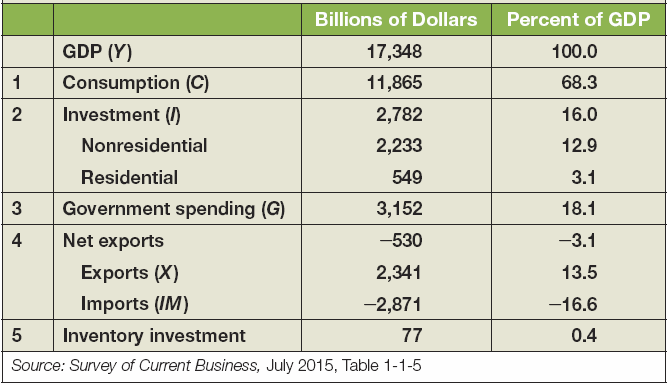 Billions of Dollars Percent of GDP
GDP (Y) 17,348 100.0
1 Consumption (C) 11,865 68.3
2 Investment (I) 2,782 16.0
Nonresidential 2,233 12.9
Residential 549 3.1
3 Government spending (G) 3,152 18.1
4 Net exports −530 −3.1
Exports (X) 2,341 13.5
Imports (IM) −2,871 −16.6
5 Inventory investment 77 0.4
Source: Survey of Current Business, July 2015, Table 1-1-5